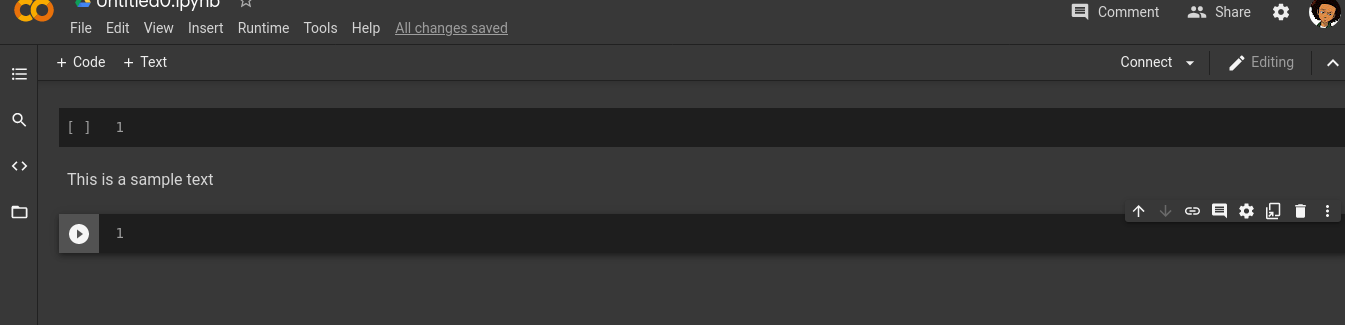 Untitled0.ipynb
Comment Share
File Edit View Insert Runtime Tools Help All changes saved
+ Code + Text Connect Editing
[ ] 1
This is a sample text
1